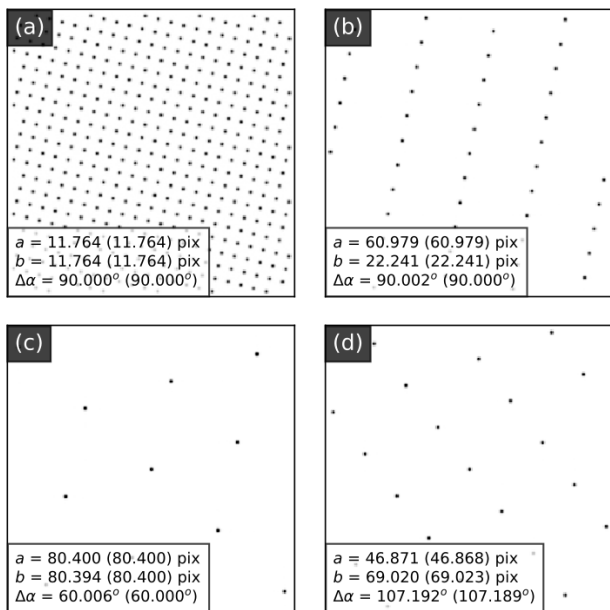 (a)
a = 11.764 (11.764) pix
b = 11.764 (11.764) pix
Δα = 90.000° (90.000°)
(b)
a = 60.979 (60.979) pix
b = 22.241 (22.241) pix
Δα = 90.002° (90.000°)
(c)
a = 80.400 (80.400) pix
b = 80.394 (80.400) pix
Δα = 60.006° (60.000°)
(d)
a = 46.871 (46.868) pix
b = 69.020 (69.023) pix
Δα = 107.192° (107.189°)